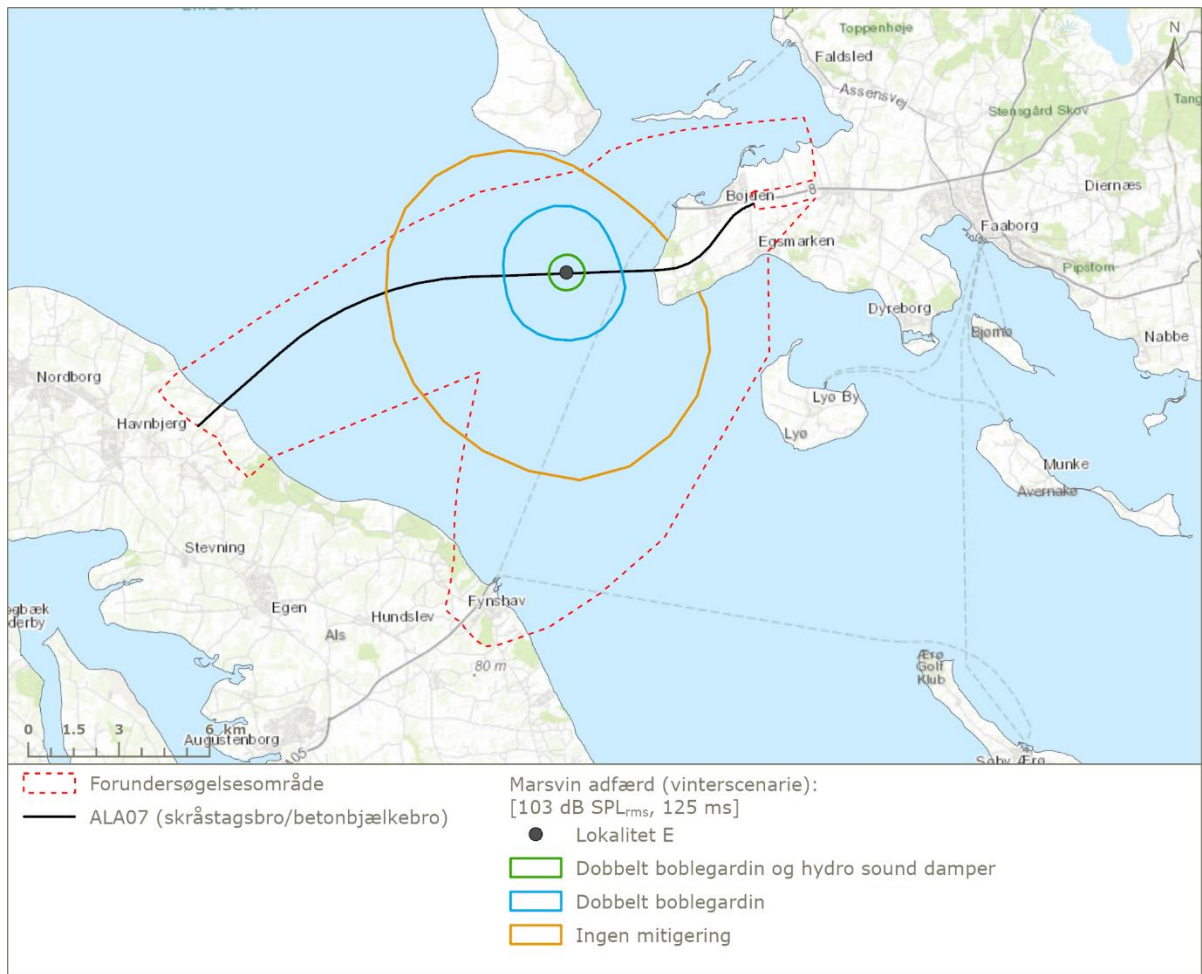 Toppenhøje
Faldsled
N
Assensvej
Stensgård Skov
Tang
Bøjden
8
Diernæs
Egsmarken
Faaborg
Pipstorn
Dyreborg
Bjørnø
Nabbe
Nordborg
Havnbjerg
Lyø By
Lyø
Munke
Avernakø
Stevning
Egen
Hundslev
Fynshav
Als
80 m
Ærø
Golf
Klub
Augustenborg
Søby Ærø
0 1.5 3 6 km
Forundersøgelsesområde
ALA07 (skråstagsbro/betonbjælkebro)
Marsvin adfærd (vinterscenarie):
[103 dB SPLrms, 125 ms]
Lokalitet E
Dobbelt boblegardin og hydro sound damper
Dobbelt boblegardin
Ingen mitigering